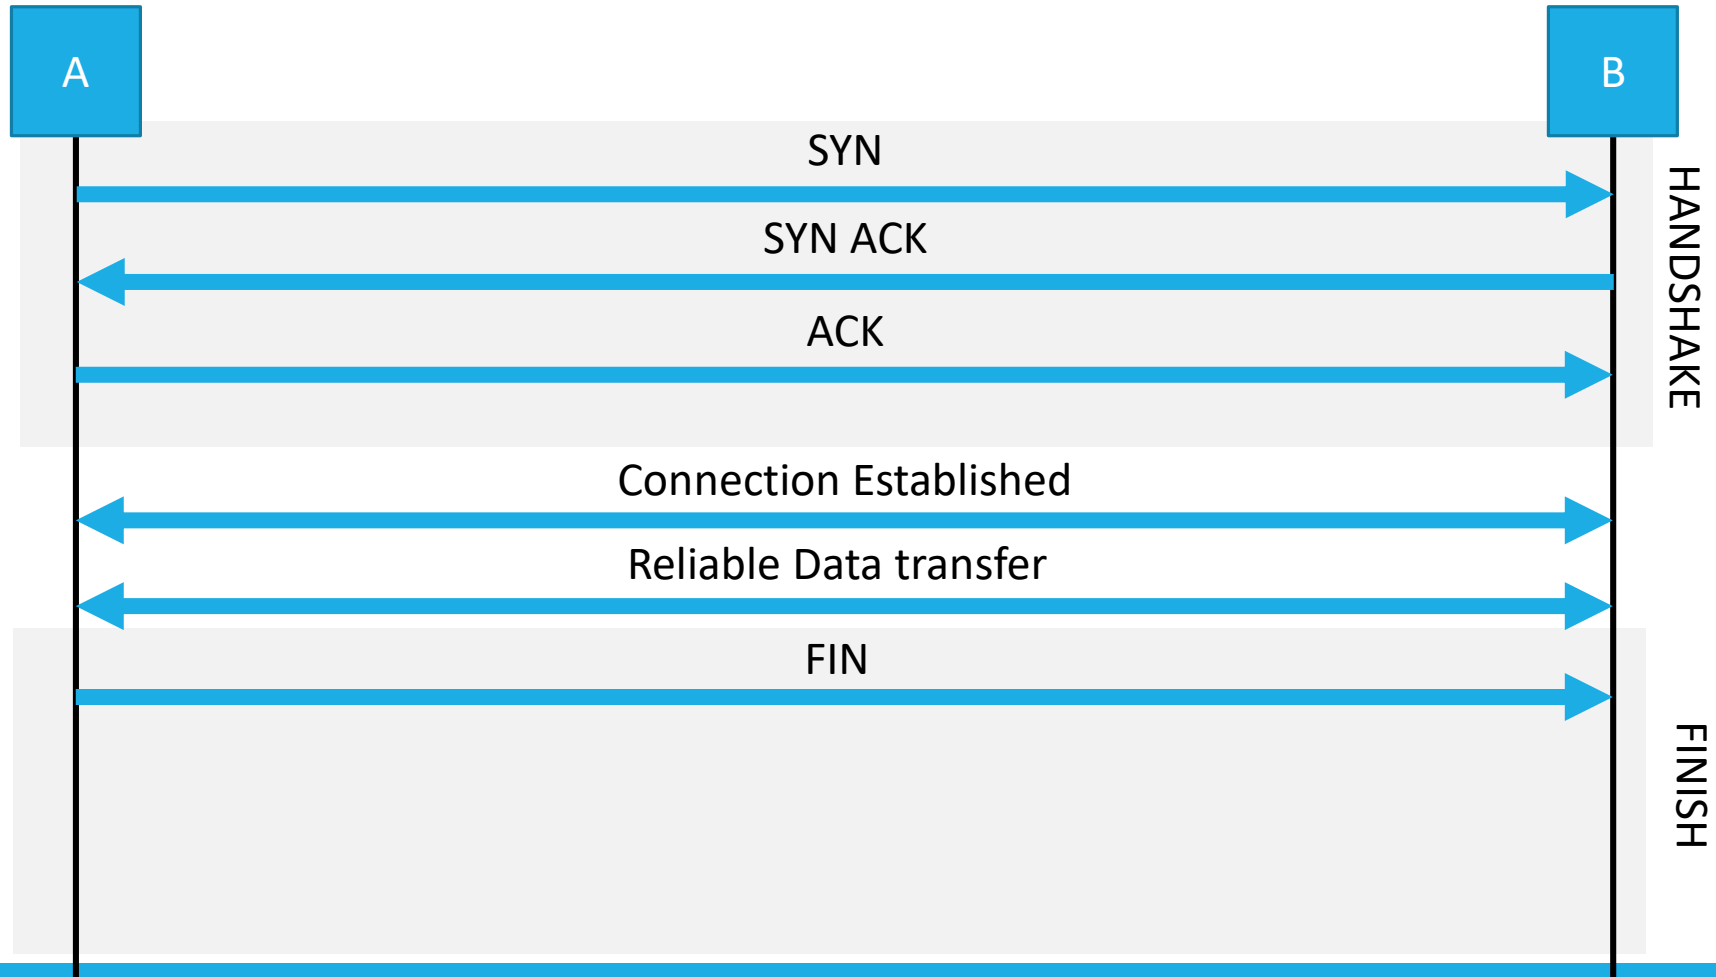 A
B
SYN
SYN ACK
ACK
HANDSHAKE
Connection Established
Reliable Data transfer
FIN
FINISH